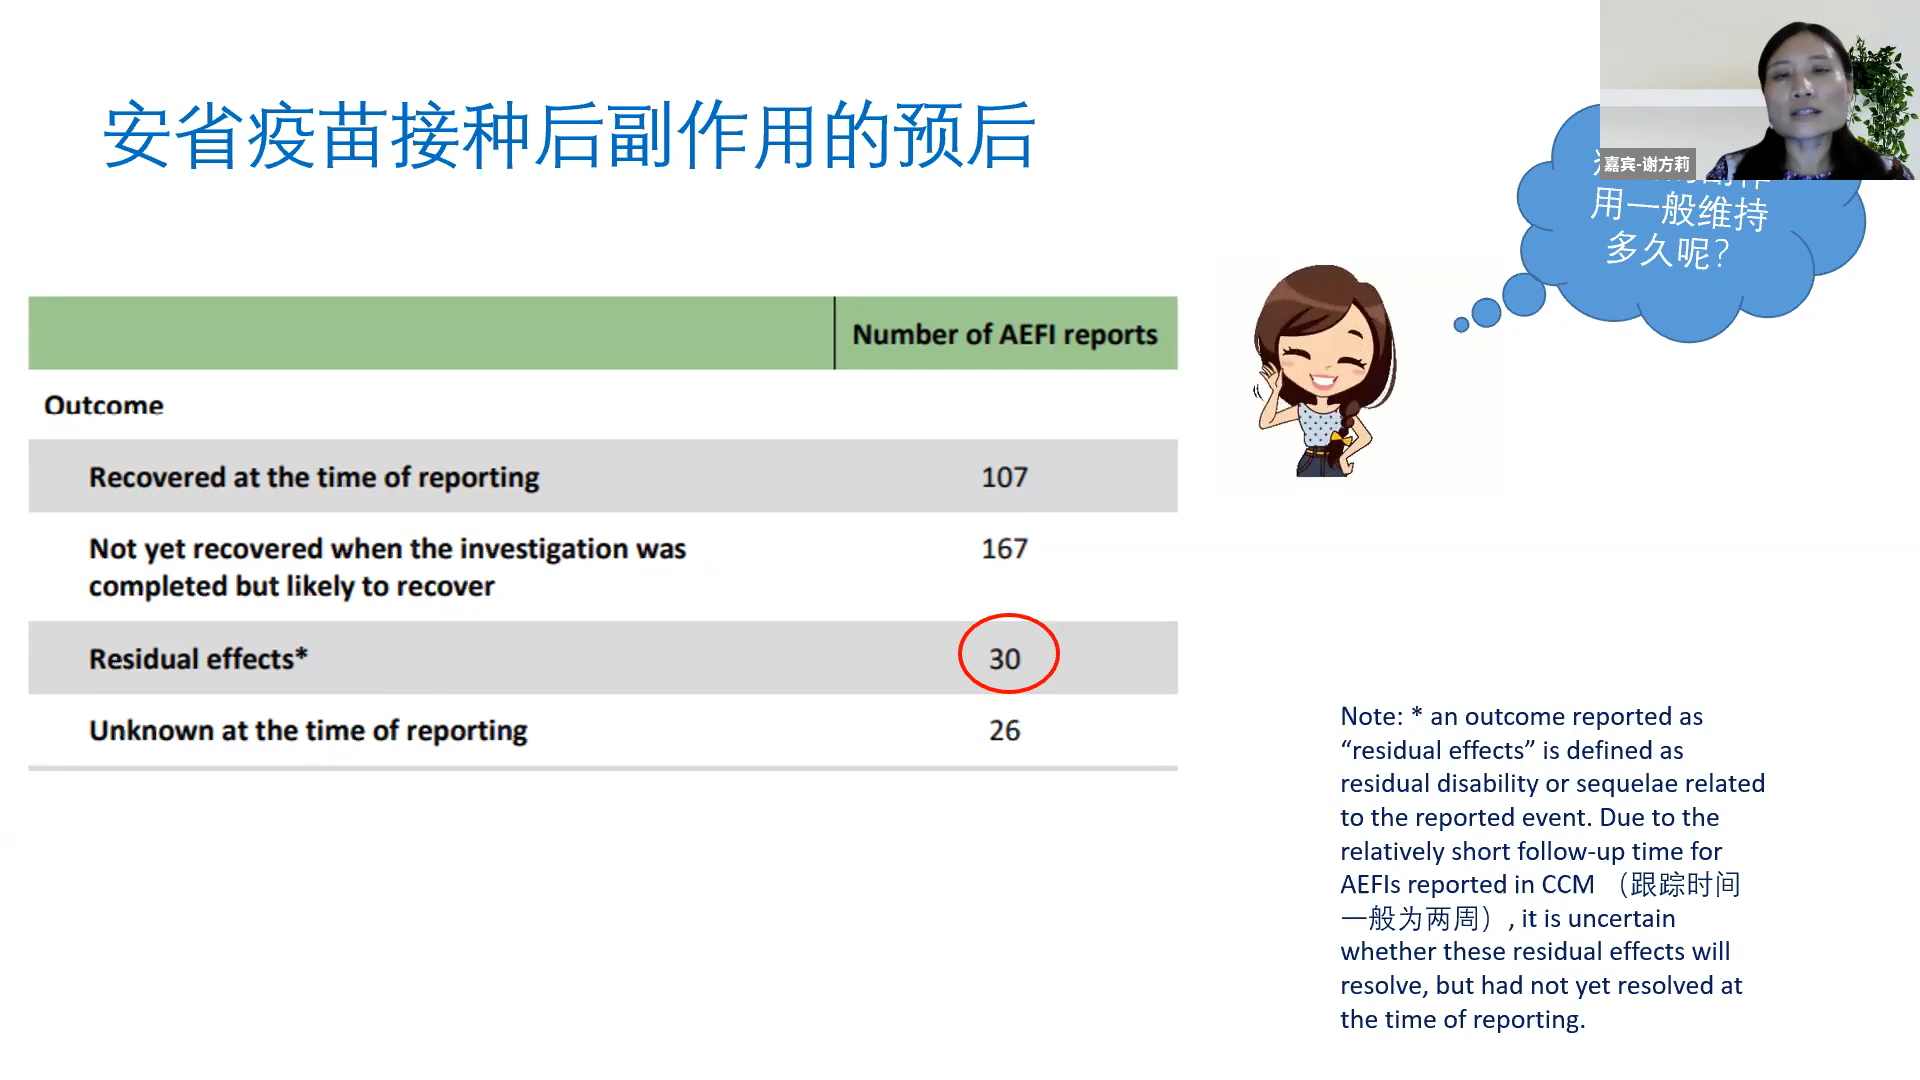 安省疫苗接种后副作用的预后
嘉宾-谢方莉
用一般维持
多久呢?
Number of AEFI reports
Outcome
Recovered at the time of reporting 107
Not yet recovered when the investigation was 167
completed but likely to recover
Residual effects* 30
Unknown at the time of reporting 26
Note: * an outcome reported as
“residual effects” is defined as
residual disability or sequelae related
to the reported event. Due to the
relatively short follow-up time for
AEFIs reported in CCM （跟踪时间
一般为两周）, it is uncertain
whether these residual effects will
resolve, but had not yet resolved at
the time of reporting.